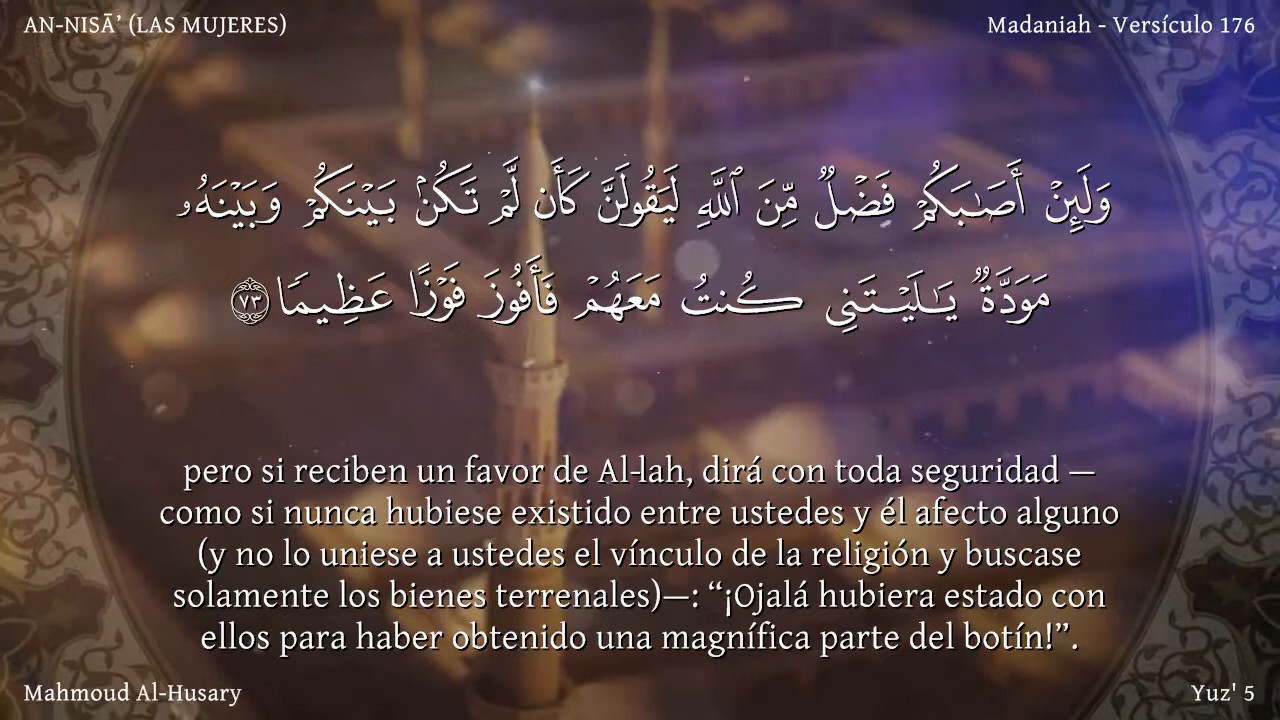 AN-NISĀ’ (LAS MUJERES)
Madaniah - Versículo 176
وَلَئِنْ أَصَـٰبَكُمْ فَضْلٌ مِّنَ ٱللَّهِ لَيَقُولَنَّ كَأَن لَّمْ تَكُنۢ بَيْنَكُمْ وَبَيْنَهُۥ
مَوَدَّةٌ يَـٰلَيْتَنِى كُنتُ مَعَهُمْ فَأَفُوزَ فَوْزًا عَظِيمًا ٧٣
pero si reciben un favor de Al-lah, dirá con toda seguridad —
como si nunca hubiese existido entre ustedes y él afecto alguno
(y no lo uniese a ustedes el vínculo de la religión y buscase
solamente los bienes terrenales)—: “¡Ojalá hubiera estado con
ellos para haber obtenido una magnífica parte del botín!”.
Mahmoud Al-Husary
Yuz' 5